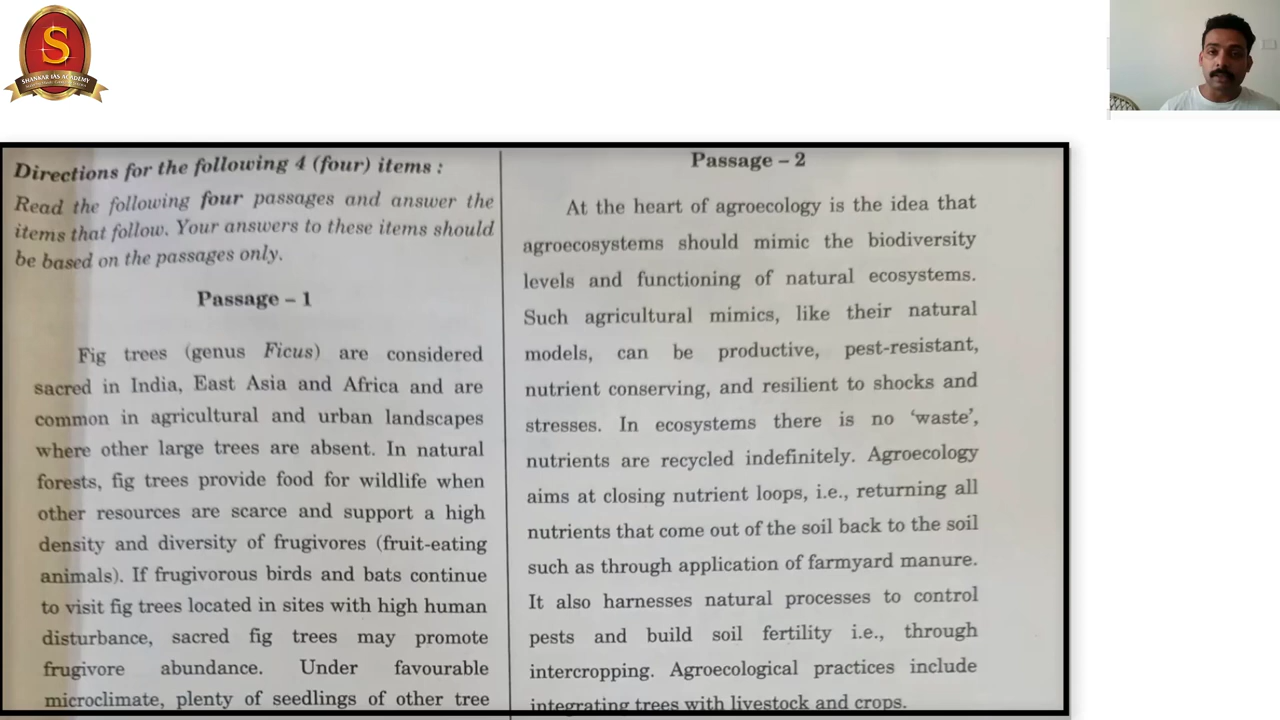 S
SHANKAR IAS ACADEMY
Directions for the following 4 (four) items :
Read the following four passages and answer the
items that follow. Your answers to these items should
be based on the passages only.
Passage – 1
Fig trees (genus Ficus) are considered
sacred in India, East Asia and Africa and are
common in agricultural and urban landscapes
where other large trees are absent. In natural
forests, fig trees provide food for wildlife when
other resources are scarce and support a high
density and diversity of frugivores (fruit-eating
animals). If frugivorous birds and bats continue
to visit fig trees located in sites with high human
disturbance, sacred fig trees may promote
frugivore abundance. Under favourable
microclimate, plenty of seedlings of other tree
Passage – 2
At the heart of agroecology is the idea that
agroecosystems should mimic the biodiversity
levels and functioning of natural ecosystems.
Such agricultural mimics, like their natural
models, can be productive, pest-resistant,
nutrient conserving, and resilient to shocks and
stresses. In ecosystems there is no 'waste',
nutrients are recycled indefinitely. Agroecology
aims at closing nutrient loops, i.e., returning all
nutrients that come out of the soil back to the soil
such as through application of farmyard manure.
It also harnesses natural processes to control
pests and build soil fertility i.e., through
intercropping. Agroecological practices include
integrating trees with livestock and crops.